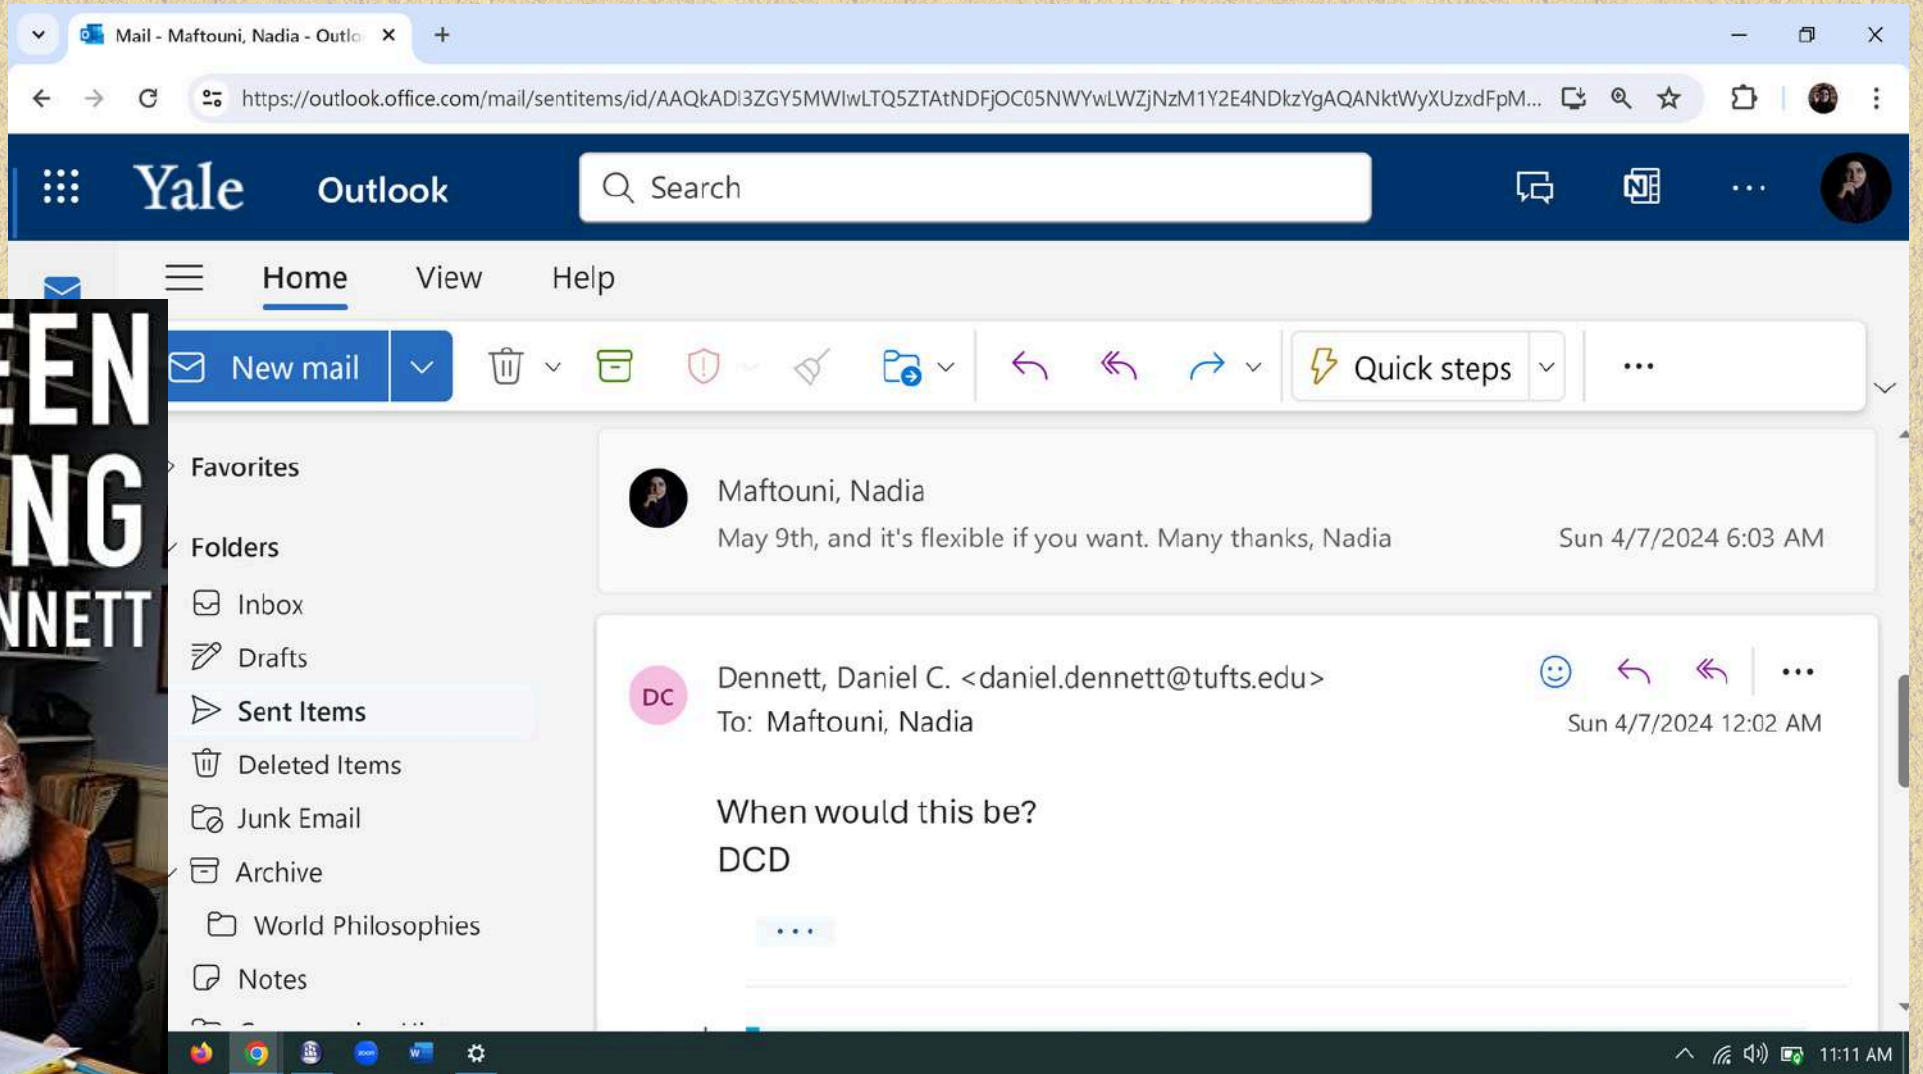 Mail - Maftouni, Nadia - Outlo
https://outlook.office.com/mail/sentitems/id/AAQkADI3ZGY5MWIwLTQ5ZTAtNDFjOC05NWYwLWZjNzM1Y2E4NDkzYgAQANktWyXUzxdFpM...
Yale Outlook Search
Home View Help
New mail Quick steps
EEN
NG
NNETT
Favorites
Folders
Inbox
Drafts
Sent Items
Deleted Items
Junk Email
Archive
World Philosophies
Notes
Maftouni, Nadia
May 9th, and it's flexible if you want. Many thanks, Nadia Sun 4/7/2024 6:03 AM
DC
Dennett, Daniel C. <daniel.dennett@tufts.edu>
To: Maftouni, Nadia Sun 4/7/2024 12:02 AM
When would this be?
DCD
...
zoom
W
11:11 AM